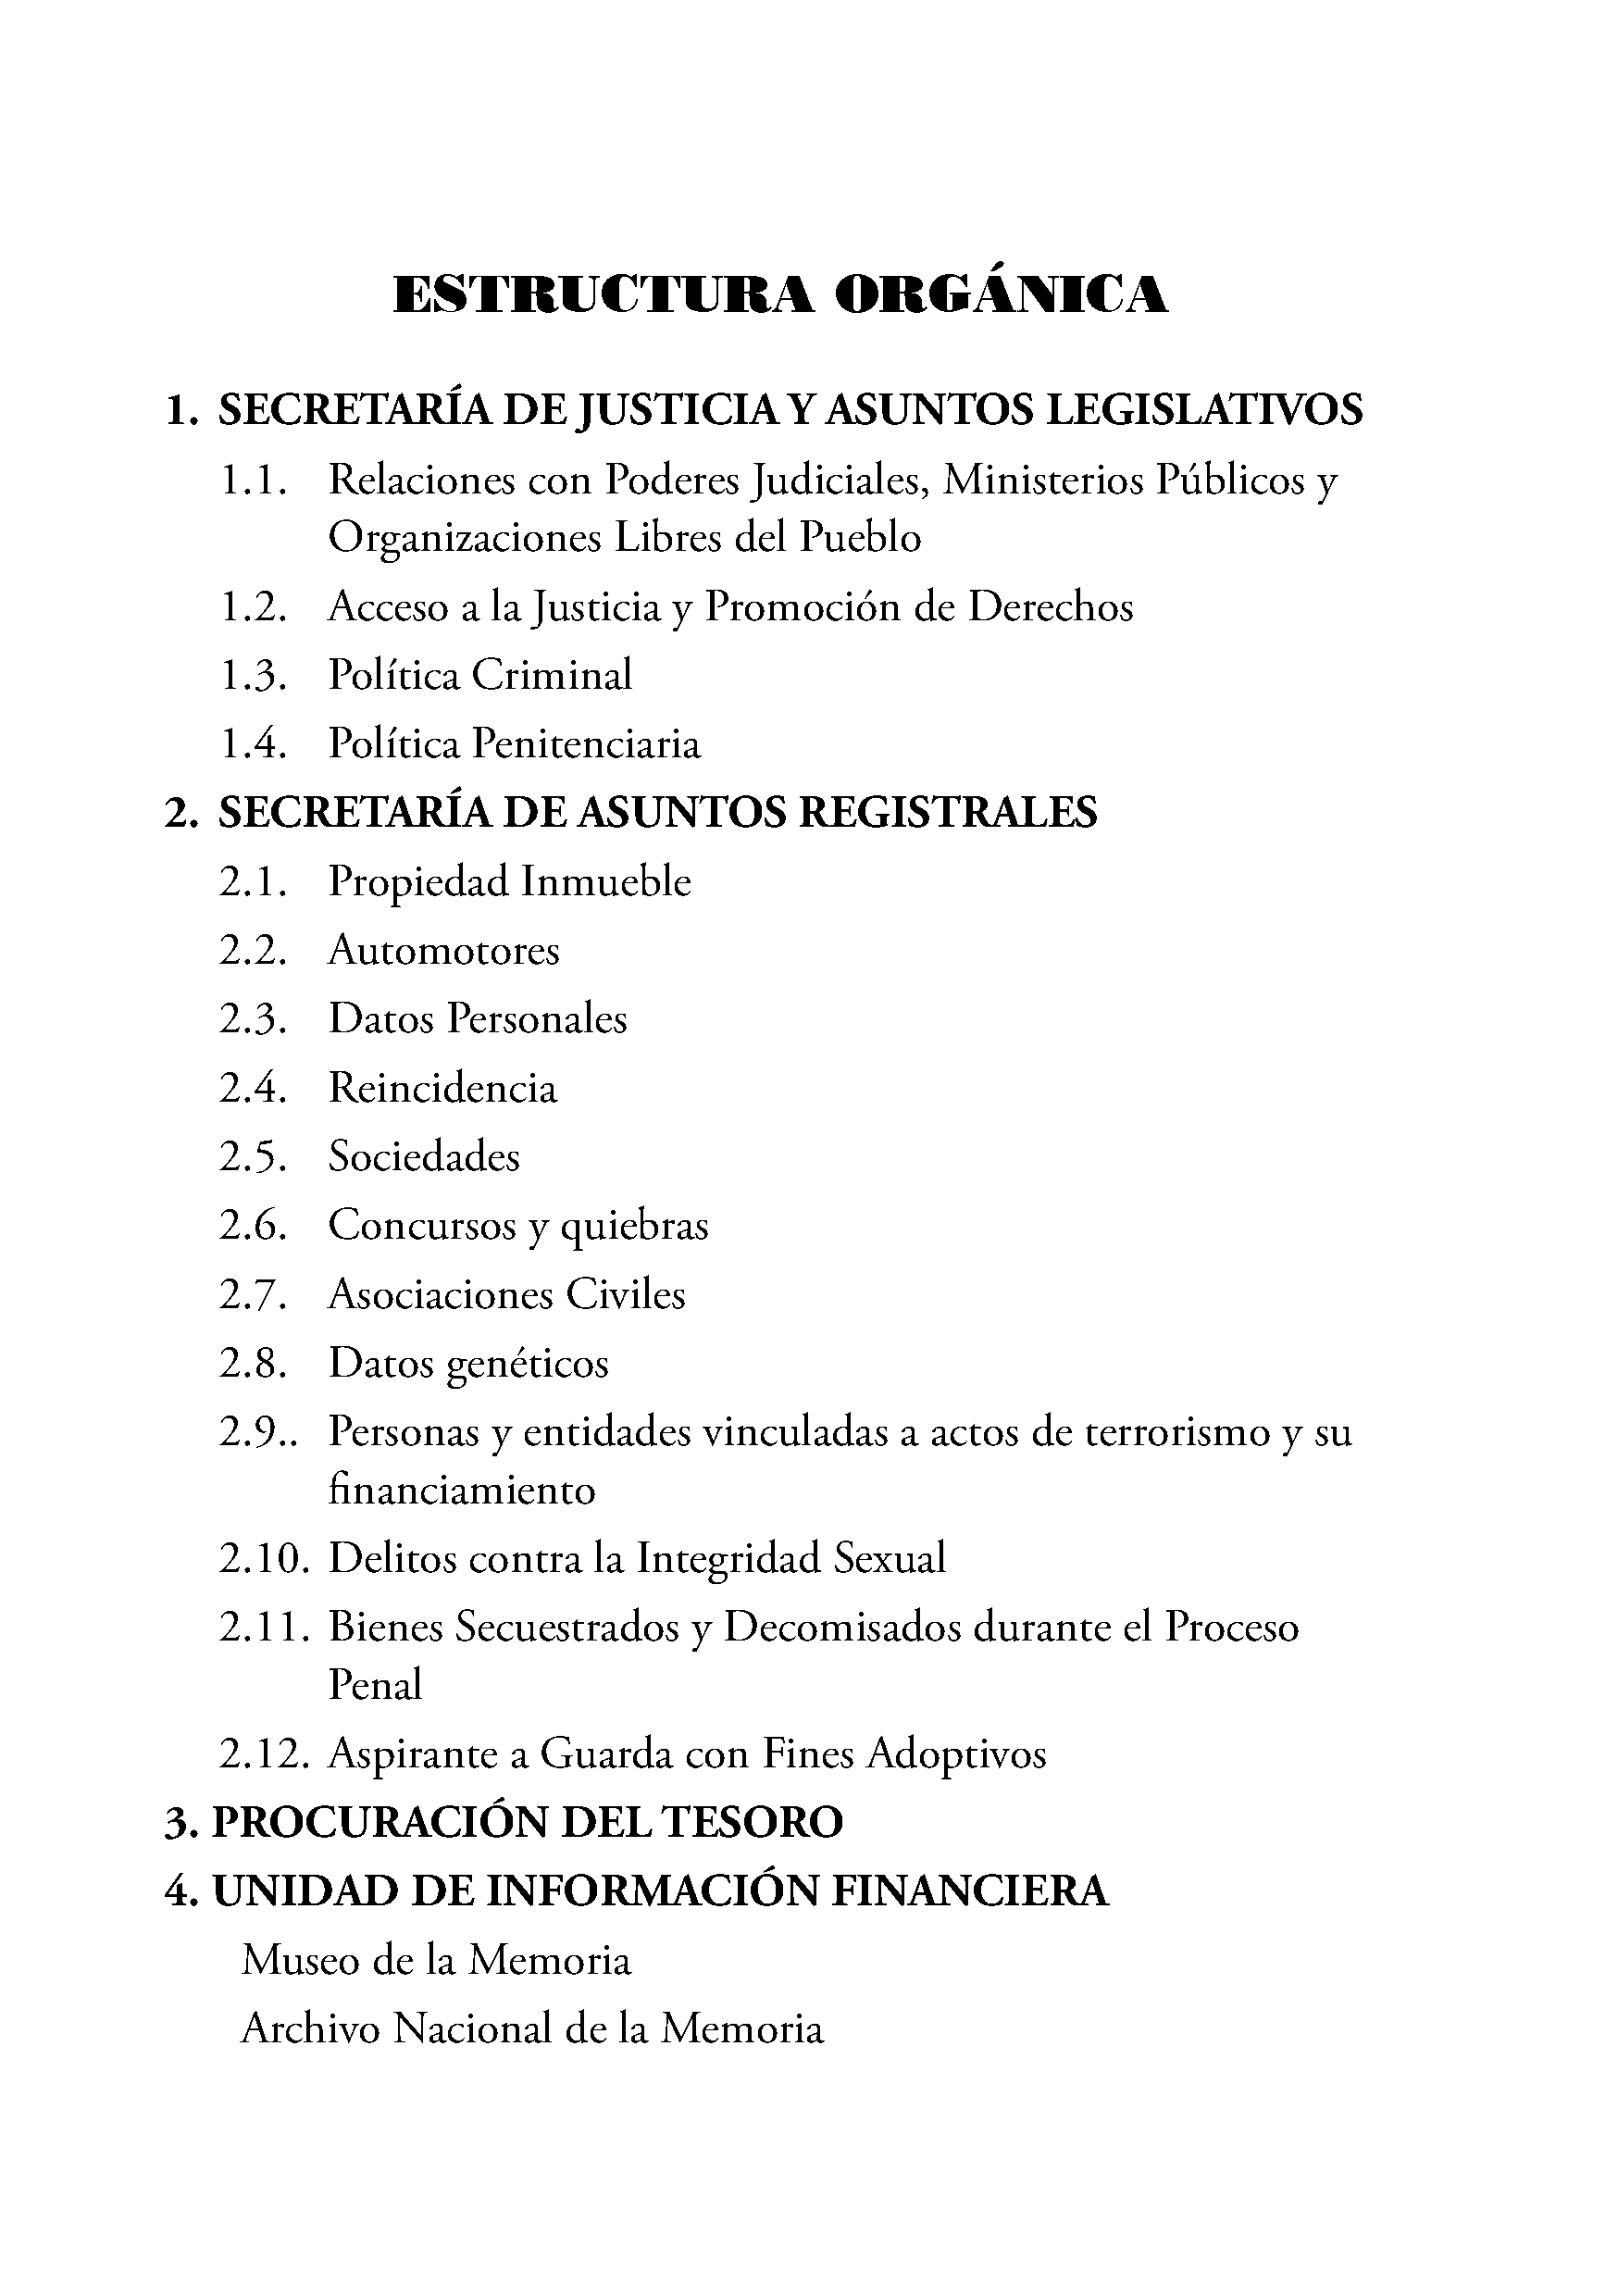 ESTRUCTURA ORGÁNICA
1. SECRETARÍA DE JUSTICIA Y ASUNTOS LEGISLATIVOS
1.1. Relaciones con Poderes Judiciales, Ministerios Públicos y
Organizaciones Libres del Pueblo
1.2. Acceso a la Justicia y Promoción de Derechos
1.3. Política Criminal
1.4. Política Penitenciaria
2. SECRETARÍA DE ASUNTOS REGISTRALES
2.1. Propiedad Inmueble
2.2. Automotores
2.3. Datos Personales
2.4. Reincidencia
2.5. Sociedades
2.6. Concursos y quiebras
2.7. Asociaciones Civiles
2.8. Datos genéticos
2.9.. Personas y entidades vinculadas a actos de terrorismo y su
financiamiento
2.10. Delitos contra la Integridad Sexual
2.11. Bienes Secuestrados y Decomisados durante el Proceso
Penal
2.12. Aspirante a Guarda con Fines Adoptivos
3. PROCURACIÓN DEL TESORO
4. UNIDAD DE INFORMACIÓN FINANCIERA
Museo de la Memoria
Archivo Nacional de la Memoria